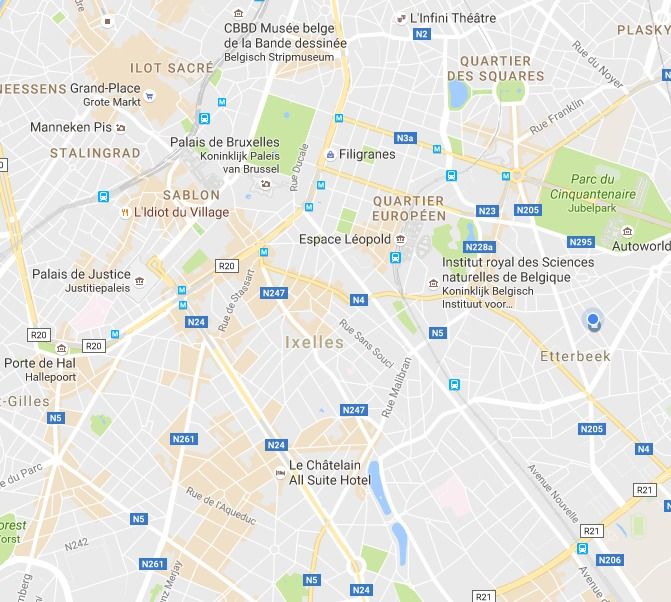 L'Infini Théâtre
CBBD Musée belge
de la Bande dessinée
Belgisch Stripmuseum
N2
PLASKY
QUARTIER
DES SQUARES
Rue du Noyer
ILOT SACRÉ
Grand-Place
Grote Markt
NEESSENS
Rue Franklin
Manneken Pis
N3a
STALINGRAD
Palais de Bruxelles
Koninklijk Paleis
van Brussel
Rue Ducale
Filigranes
Parc du
Cinquantenaire
Jubelpark
SABLON
QUARTIER
EUROPÉEN
L'Idiot du Village
N23
N205
Espace Léopold
N228a
N295
Autoworld
R20
Institut royal des Sciences
naturelles de Belgique
Koninklijk Belgisch
Instituut voor...
Palais de Justice
Justitiepaleis
Rue de Stassart
N247
N4
N24
R20
R20
Ixelles
Rue Sans Souci
N5
Porte de Hal
Hallepoort
Etterbeek
t-Gilles
Rue Malibran
N5
N247
N261
N24
N205
N4
Le Châtelain
All Suite Hotel
e du Parc
Avenue Nouvelle
R21
Rue de l'Aqueduc
N5
orest
orst
N242
R21
N261
N206
N5
N24
R21